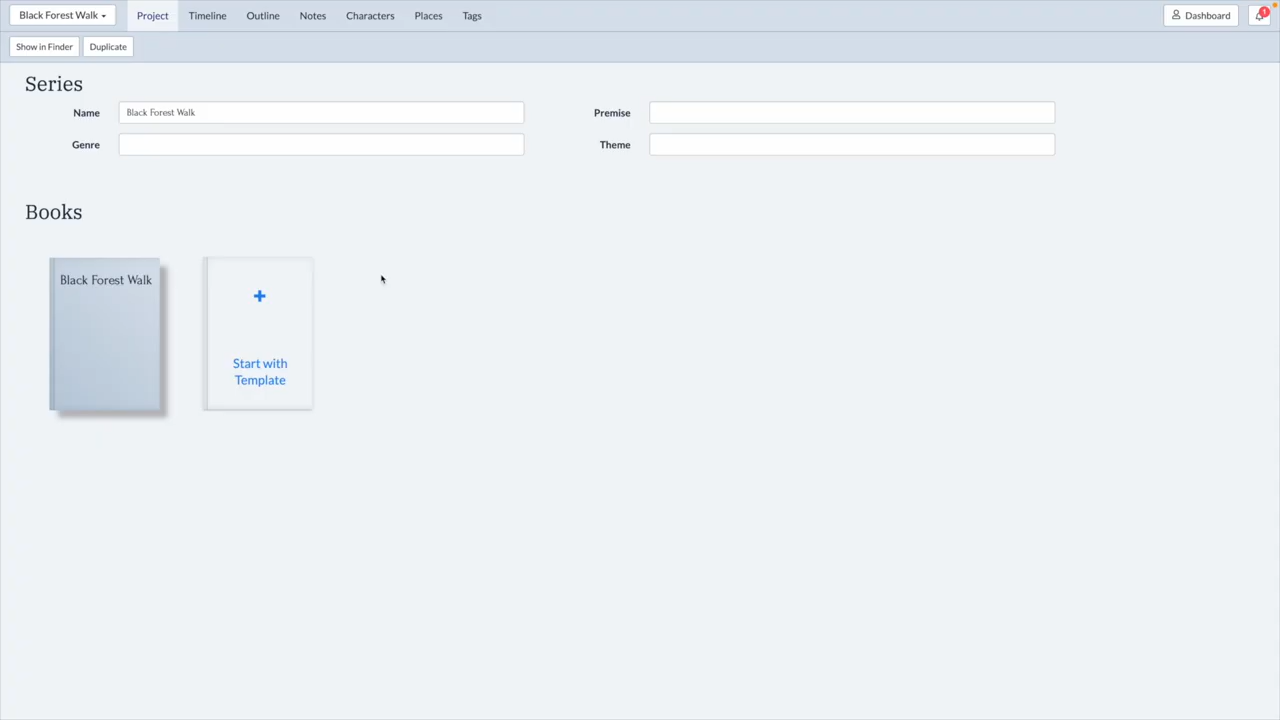 Black Forest Walk
Project
Timeline
Outline
Notes
Characters
Places
Tags
Dashboard
1
Show in Finder
Duplicate
Series
Name
Black Forest Walk
Premise
Genre
Theme
Books
Black Forest Walk
Start with
Template